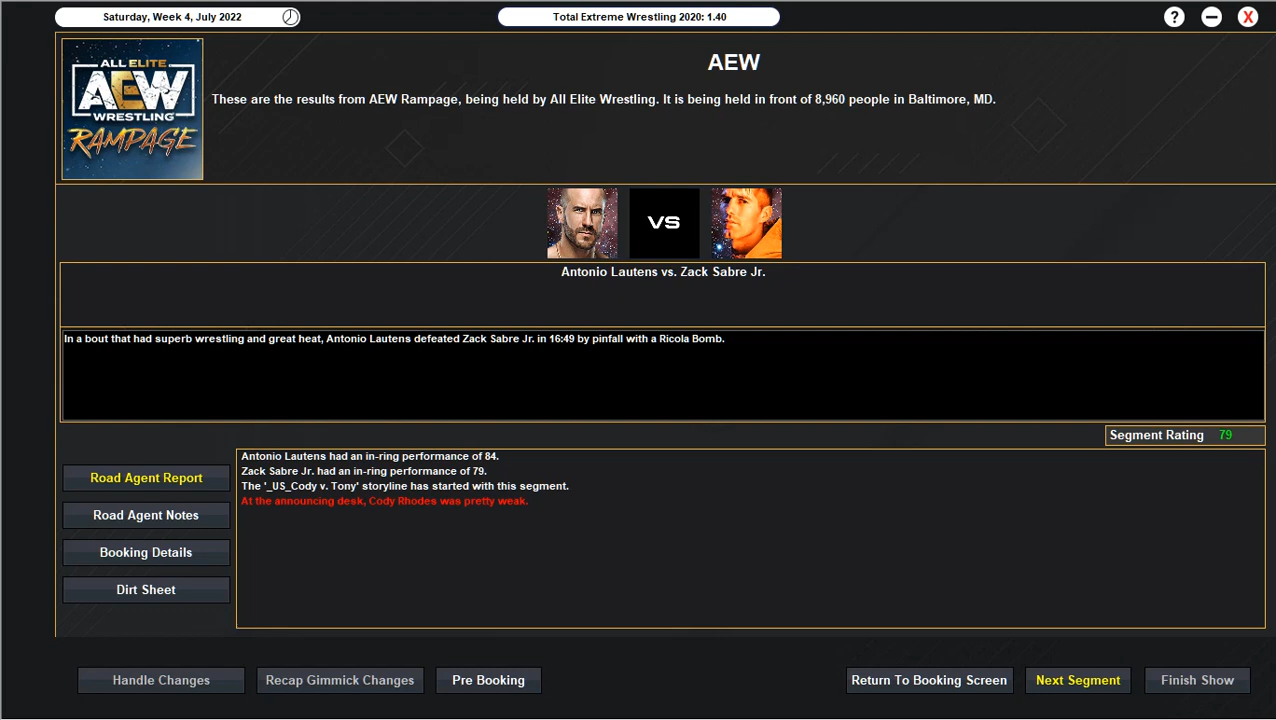 Saturday, Week 4, July 2022
Total Extreme Wrestling 2020: 1.40
?
X
ALL ELITE
AEW
WRESTLING
RAMPAGE
AEW
These are the results from AEW Rampage, being held by All Elite Wrestling. It is being held in front of 8,960 people in Baltimore, MD.
VS
Antonio Lautens vs. Zack Sabre Jr.
In a bout that had superb wrestling and great heat, Antonio Lautens defeated Zack Sabre Jr. in 16:49 by pinfall with a Ricola Bomb.
Segment Rating 79
Road Agent Report
Road Agent Notes
Booking Details
Dirt Sheet
Antonio Lautens had an in-ring performance of 84.
Zack Sabre Jr. had an in-ring performance of 79.
The '_US_Cody v. Tony' storyline has started with this segment.
At the announcing desk, Cody Rhodes was pretty weak.
Handle Changes
Recap Gimmick Changes
Pre Booking
Return To Booking Screen
Next Segment
Finish Show